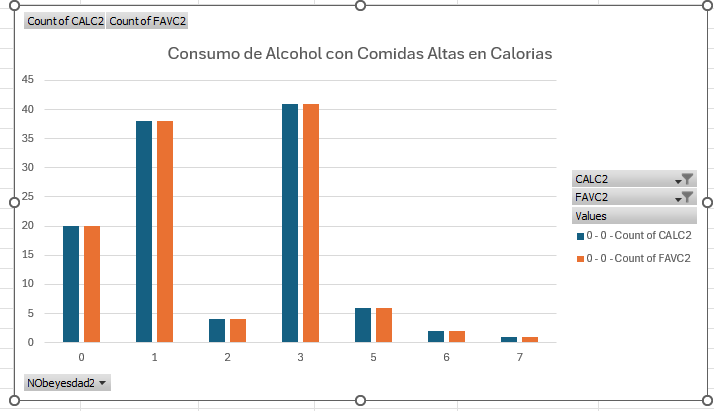 Count of CALC2 Count of FAVC2
Consumo de Alcohol con Comidas Altas en Calorias
45
40
35
30
25
20
15
10
5
0
0 1 2 3 5 6 7
CALC2
FAVC2
Values
0 - 0 - Count of CALC2
0 - 0 - Count of FAVC2
NObeyesdad2